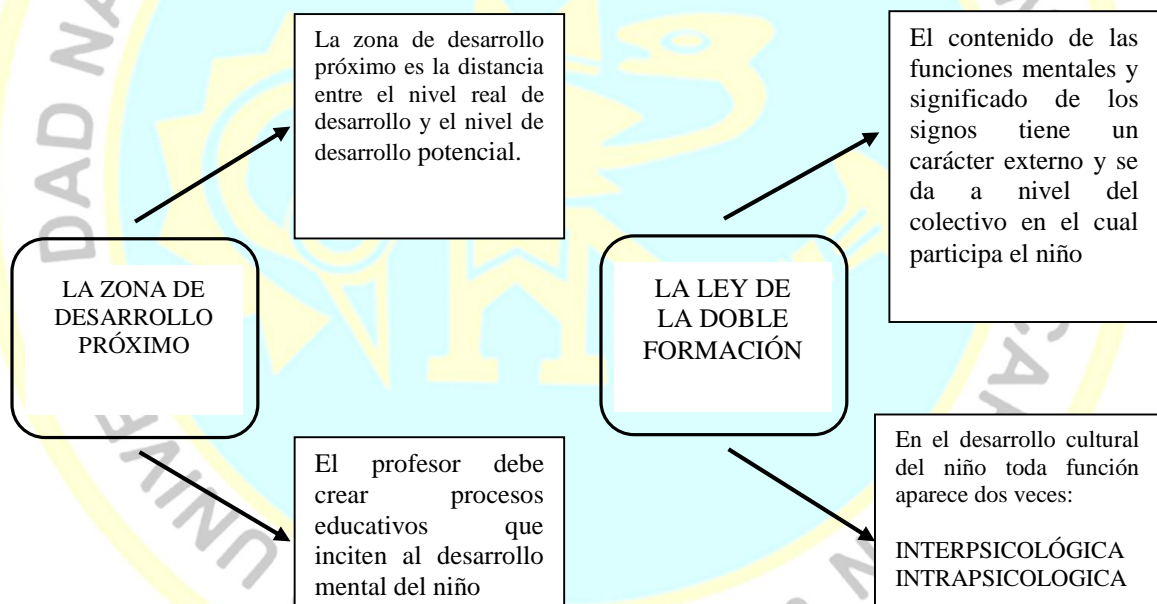 La zona de desarrollo
próximo es la distancia
entre el nivel real de
desarrollo y el nivel de
desarrollo potencial.
LA ZONA DE
DESARROLLO
PRÓXIMO
El profesor debe
crear procesos
educativos que
inciten al desarrollo
mental del niño
El contenido de las
funciones mentales y
significado de los
signos tiene un
carácter externo y se
da a nivel del
colectivo en el cual
participa el niño
LA LEY DE
LA DOBLE
FORMACIÓN
En el desarrollo cultural
del niño toda función
aparece dos veces:
INTERPSICOLÓGICA
INTRAPSICOLOGICA
DAD NA
UNIVE